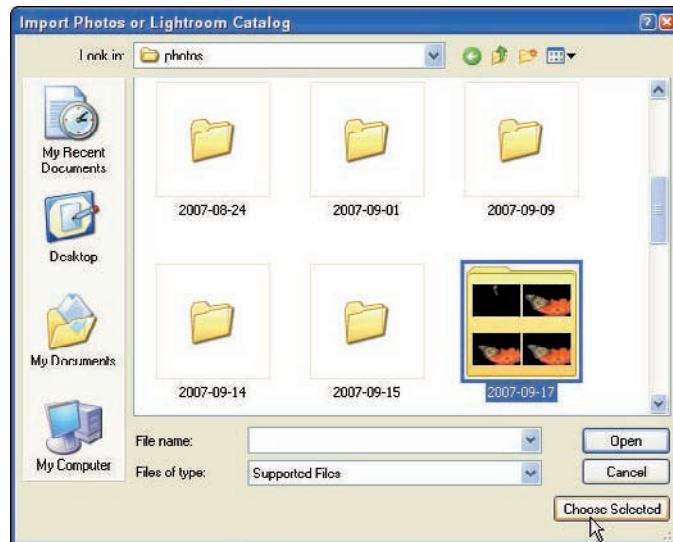 Import Photos or Lightroom Catalog
Look in:
photos
My Recent
Documents
Desktop
My Documents
My Computer
2007-08-24
2007-09-01
2007-09-09
2007-09-14
2007-09-15
2007-09-17
File name:
Open
Files of type:
Supported Files
Cancel
Choose Selected